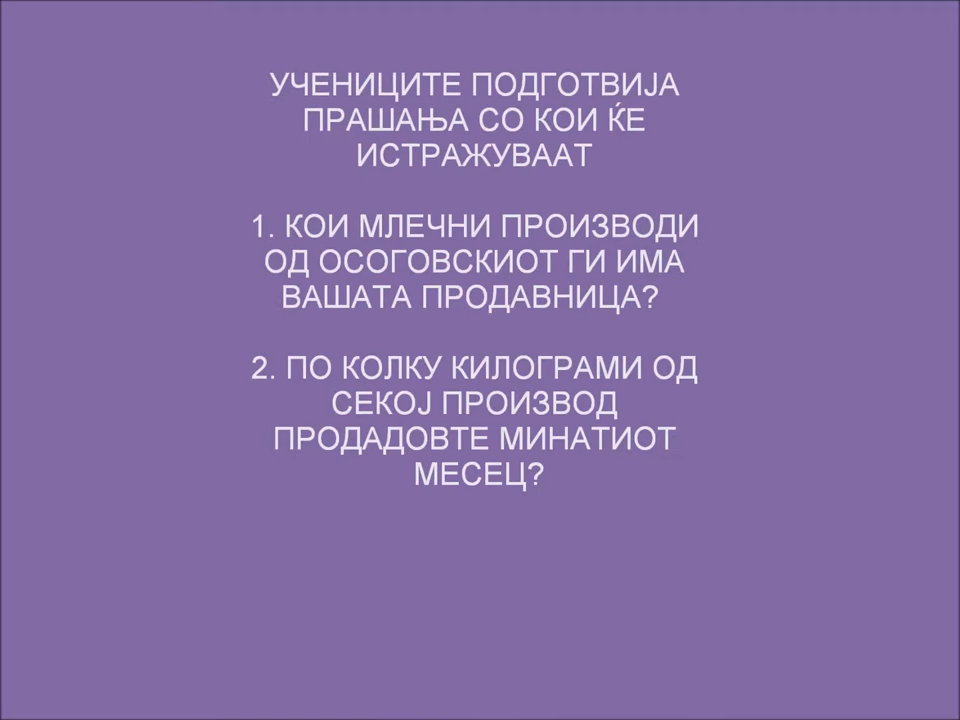 УЧЕНИЦИТЕ ПОДГОТВИЈА
ПРАШАЊА СО КОИ ЌЕ
ИСТРАЖУВААТ
1. КОИ МЛЕЧНИ ПРОИЗВОДИ
ОД ОСОГОВСКИОТ ГИ ИМА
ВАШАТА ПРОДАВНИЦА?
2. ПО КОЛКУ КИЛОГРАМИ ОД
СЕКОЈ ПРОИЗВОД
ПРОДАДОВТЕ МИНАТИОТ
МЕСЕЦ?